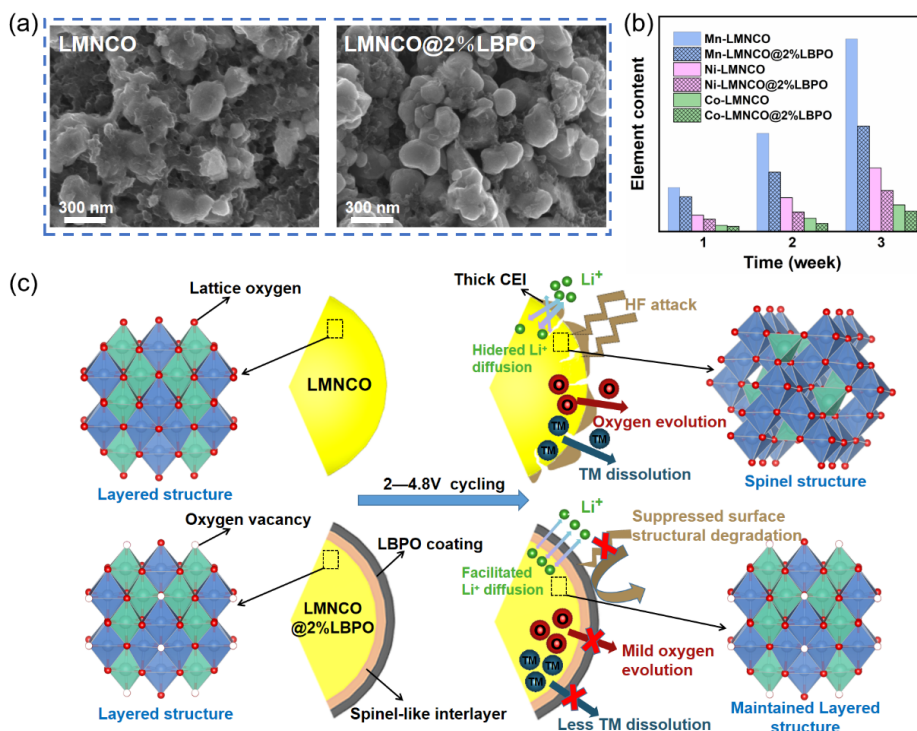 (a)
LMNCO
300 nm
LMNCO@2%LBPO
300 nm
(b)
Element content
Mn-LMNCO
Mn-LMNCO@2%LBPO
Ni-LMNCO
Ni-LMNCO@2%LBPO
Co-LMNCO
Co-LMNCO@2%LBPO
1
2
3
Time (week)
(c)
Lattice oxygen
Layered structure
LMNCO
Thick CEI
Li⁺
HF attack
Hidered Li⁺
diffusion
O
O
O
Oxygen evolution
TM
TM
TM
TM dissolution
Spinel structure
2—4.8V cycling
Oxygen vacancy
Layered structure
LBPO coating
LMNCO
@2%LBPO
Spinel-like interlayer
Li⁺
Suppressed surface
structural degradation
Facilitated
Li⁺ diffusion
O
O
O
Mild oxygen
evolution
TM
TM
TM
Less TM dissolution
Maintained Layered
structure